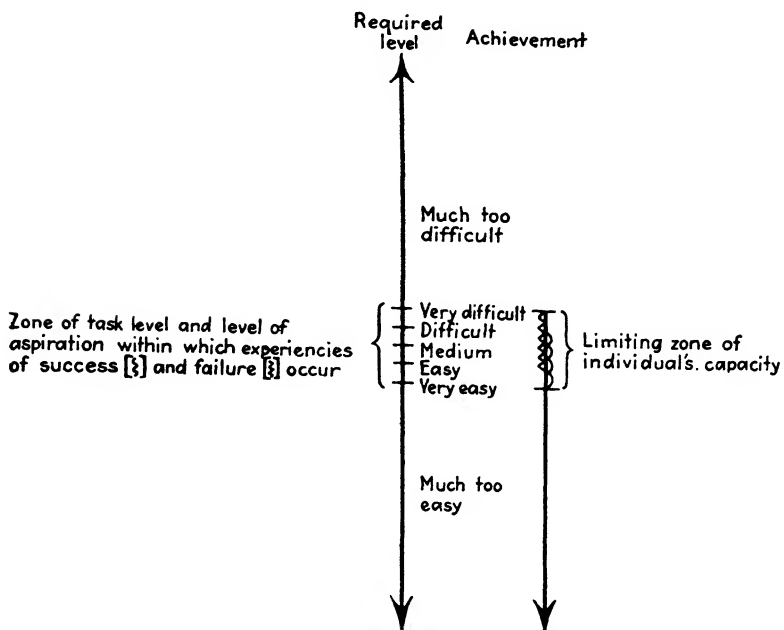 Required
level
Achievement
Much too
difficult
Zone of task level and level of
aspiration within which experiencies
of success [⌇] and failure [⌇] occur
Very difficult
Difficult
Medium
Easy
Very easy
Limiting zone of
individual's. capacity
Much too
easy